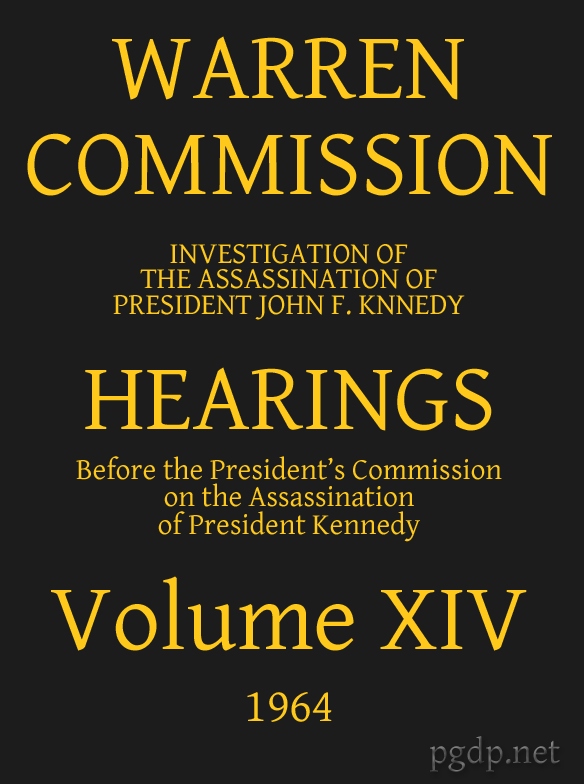 WARREN
COMMISSION
INVESTIGATION OF
THE ASSASSINATION OF
PRESIDENT JOHN F. KNNEDY
HEARINGS
Before the President’s Commission
on the Assassination
of President Kennedy
Volume XIV
1964
pgdp.net